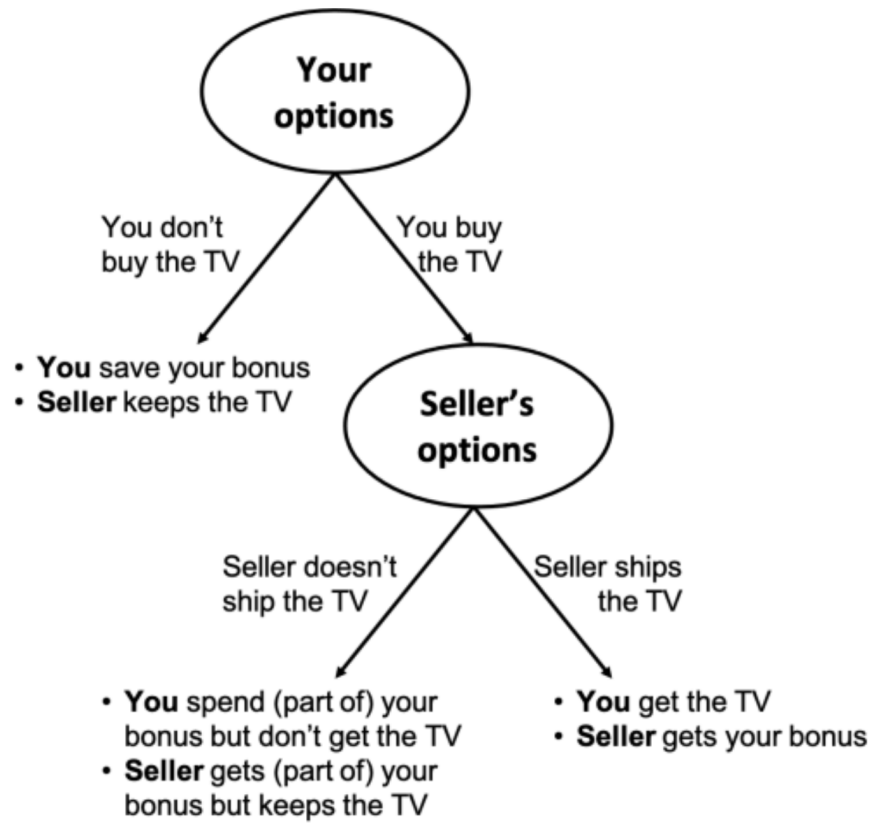 Your
options
You don't
buy the TV
You buy
the TV
• You save your bonus
• Seller keeps the TV
Seller's
options
Seller doesn't
ship the TV
Seller ships
the TV
• You spend (part of) your
bonus but don't get the TV
• Seller gets (part of) your
bonus but keeps the TV
• You get the TV
• Seller gets your bonus